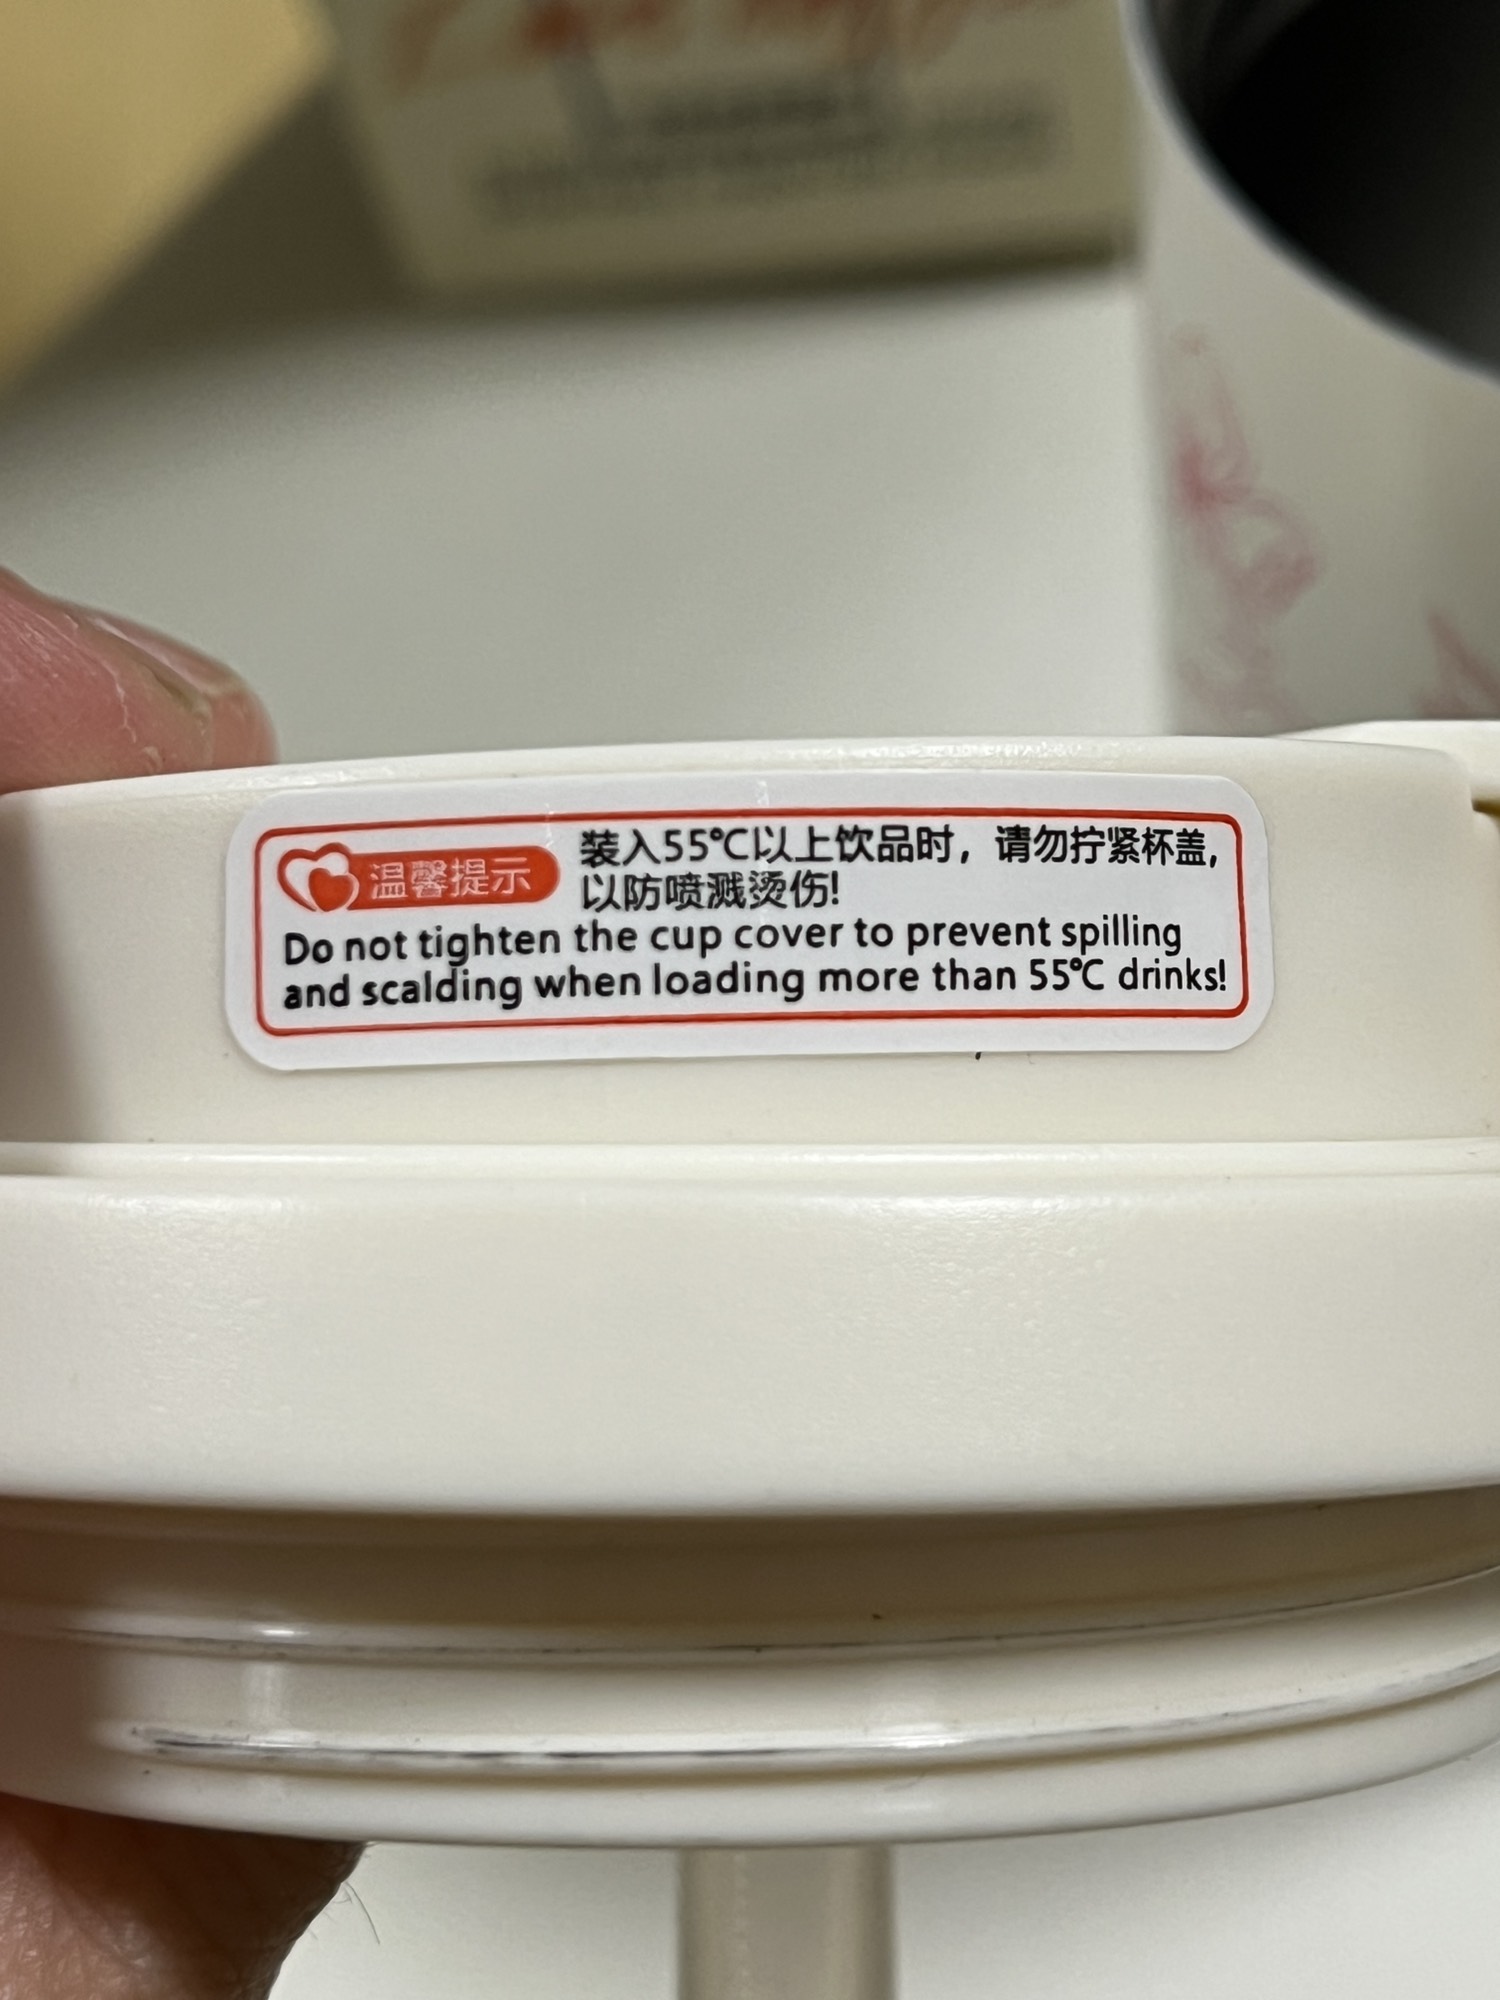 温馨提示
装入55℃以上饮品时，请勿拧紧杯盖，
以防喷溅烫伤!
Do not tighten the cup cover to prevent spilling
and scalding when loading more than 55℃ drinks!